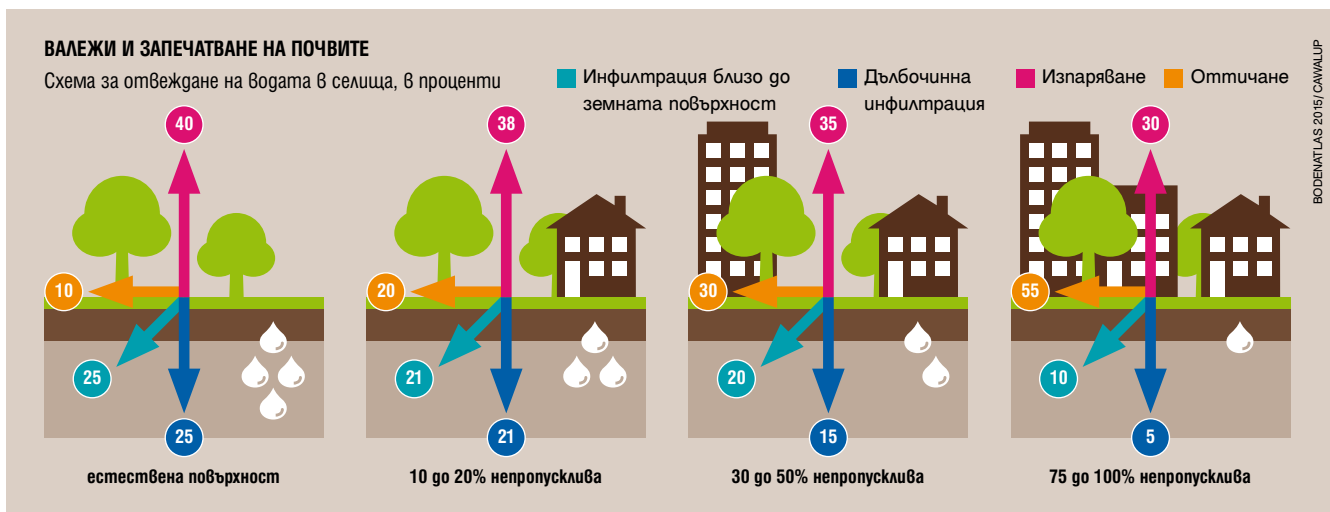 ВАЛЕЖИ И ЗАПЕЧАТВАНЕ НА ПОЧВИТЕ
Схема за отвеждане на водата в селища, в проценти
Инфилтрация близо до
земната повърхност
Дълбочинна
инфилтрация
Изпаряване
Оттичане
40
10
25
25
естествена повърхност
38
20
21
21
10 до 20% непропусклива
35
30
20
15
30 до 50% непропусклива
30
55
10
5
75 до 100% непропусклива
BODENATLAS 2015/ CAWALUP